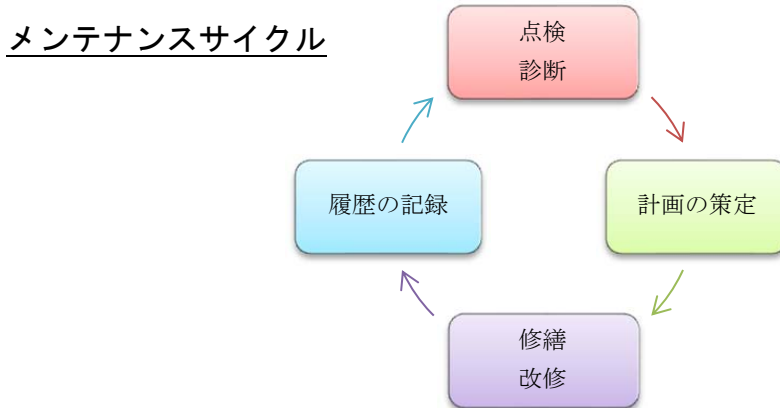 メンテナンスサイクル
点検
診断
計画の策定
修繕
改修
履歴の記録